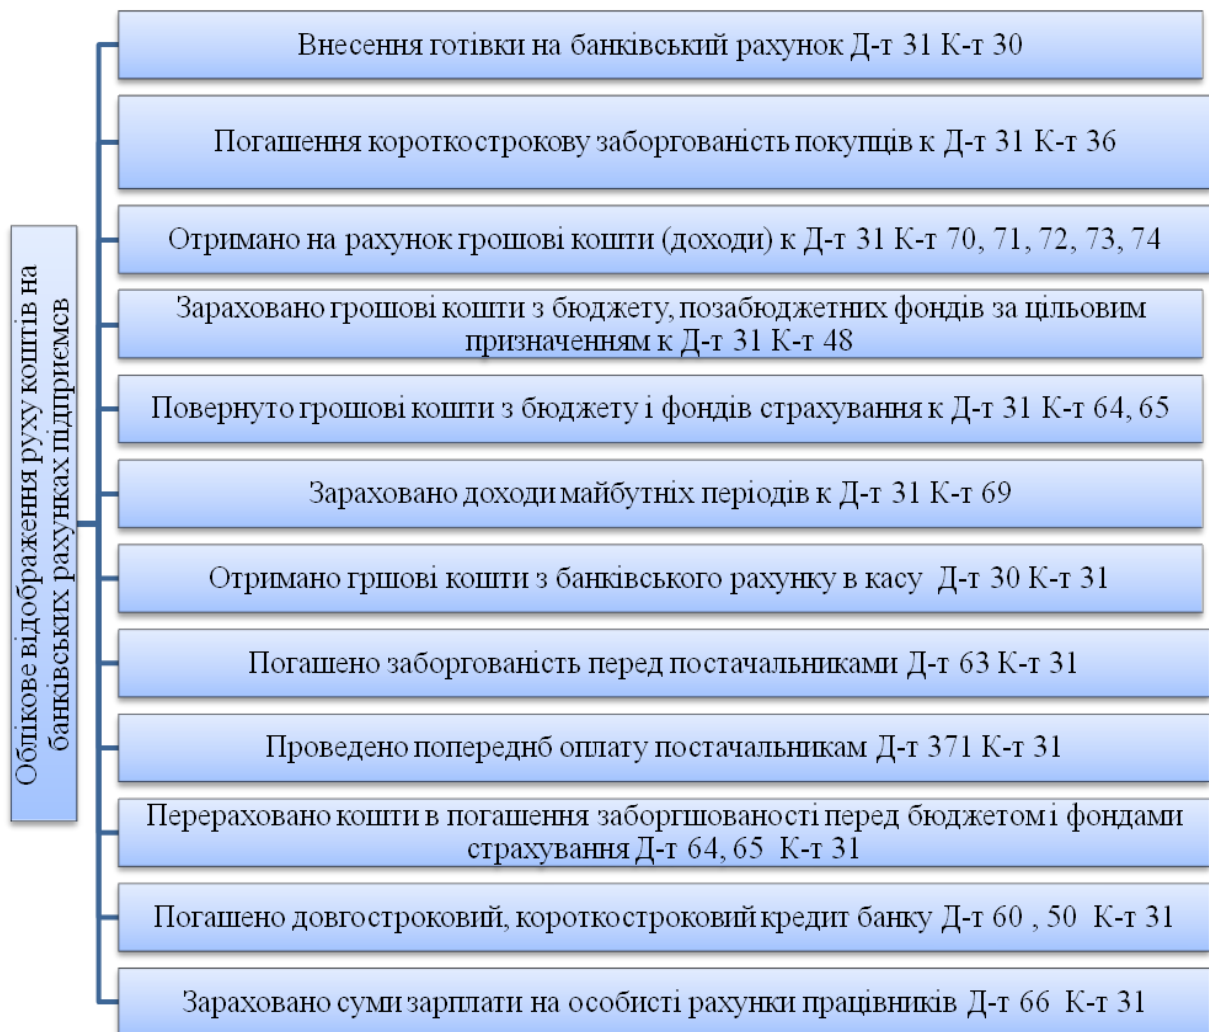 Облікове відображення руху коштів на
банківських рахунках підприємсв
Внесення готівки на банківський рахунок Д-т 31 К-т 30
Погашення короткострокову заборгованість покупців к Д-т 31 К-т 36
Отримано на рахунок грошові кошти (доходи) к Д-т 31 К-т 70, 71, 72, 73, 74
Зараховано грошові кошти з бюджету, позабюджетних фондів за цільовим
призначенням к Д-т 31 К-т 48
Повернуто грошові кошти з бюджету і фондів страхування к Д-т 31 К-т 64, 65
Зараховано доходи майбутніх періодів к Д-т 31 К-т 69
Отримано гршові кошти з банківського рахунку в касу Д-т 30 К-т 31
Погашено заборгованість перед постачальниками Д-т 63 К-т 31
Проведено попереднб оплату постачальникам Д-т 371 К-т 31
Перераховано кошти в погашення заборгшованості перед бюджетом і фондами
страхування Д-т 64, 65 К-т 31
Погашено довгостроковий, короткостроковий кредит банку Д-т 60 , 50 К-т 31
Зараховано суми зарплати на особисті рахунки працівників Д-т 66 К-т 31